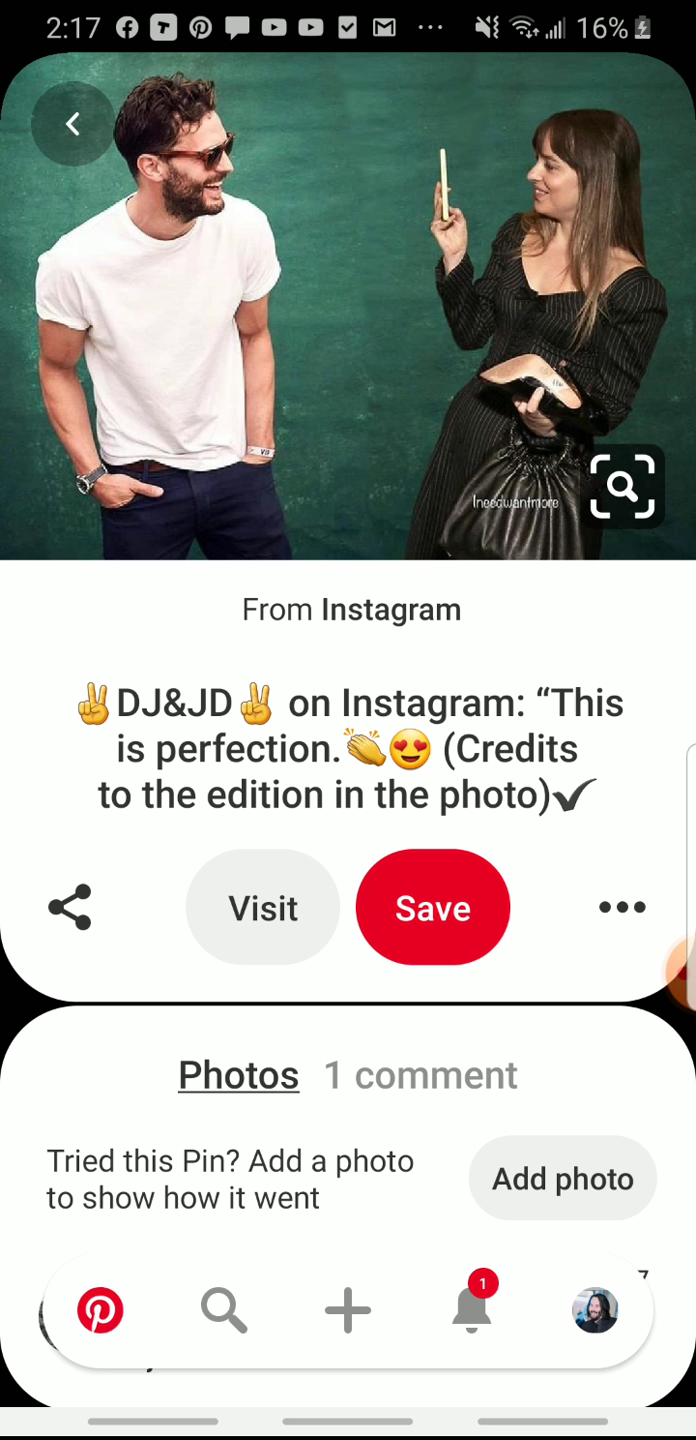 2:17 16%
VIP
Ineedwantmore
From Instagram
✌DJ&JD✌ on Instagram: “This
is perfection.👏😍 (Credits
to the edition in the photo)✔
Visit
Save
Photos 1 comment
Tried this Pin? Add a photo
to show how it went
Add photo
1